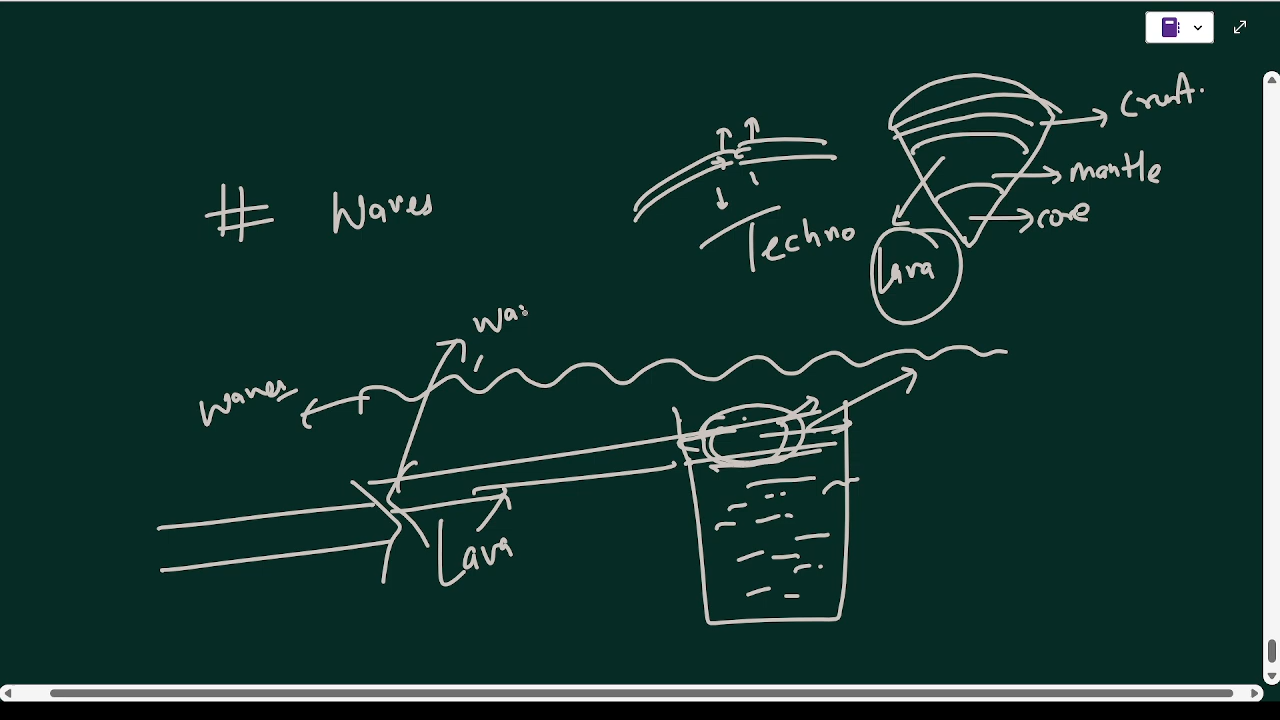 Crust
mantle
# Waves
core
Techno
Lava
Wa
Waves
Lava